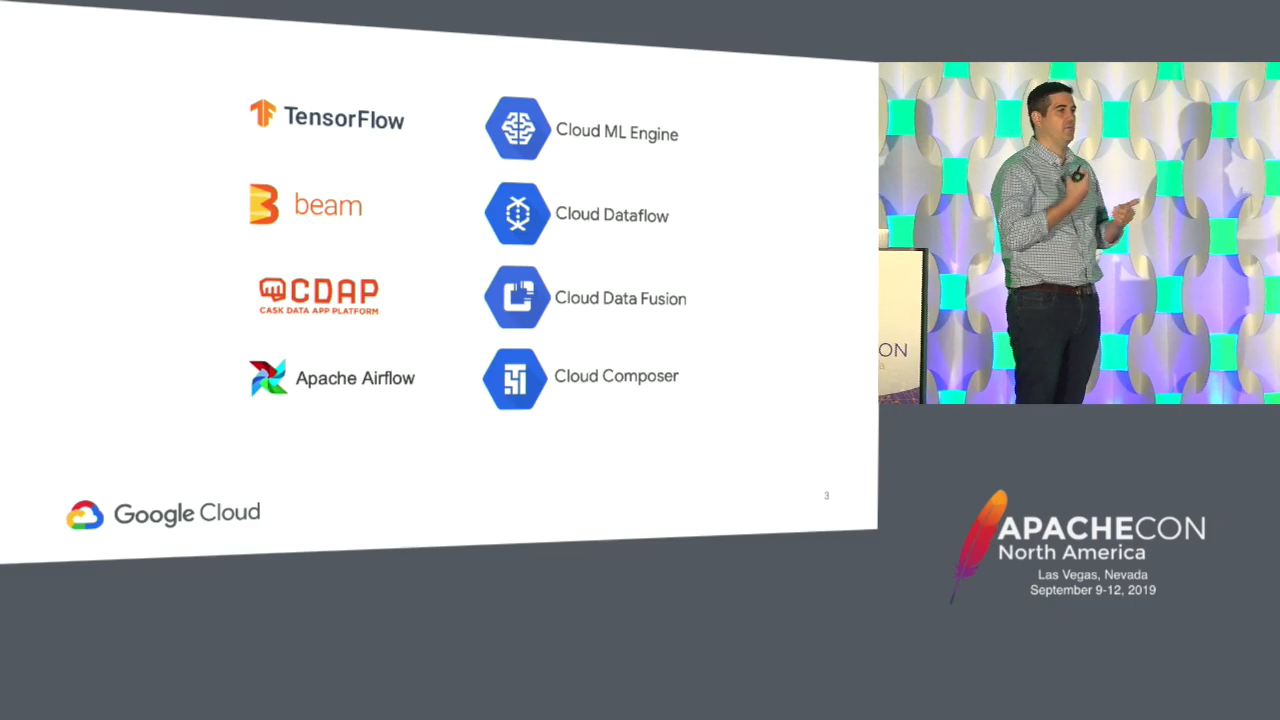 TensorFlow
Cloud ML Engine
beam
Cloud Dataflow
CDAP
CASK DATA APP PLATFORM
Cloud Data Fusion
Apache Airflow
Cloud Composer
Google Cloud
3
CON
APACHECON
North America
Las Vegas, Nevada
September 9-12, 2019